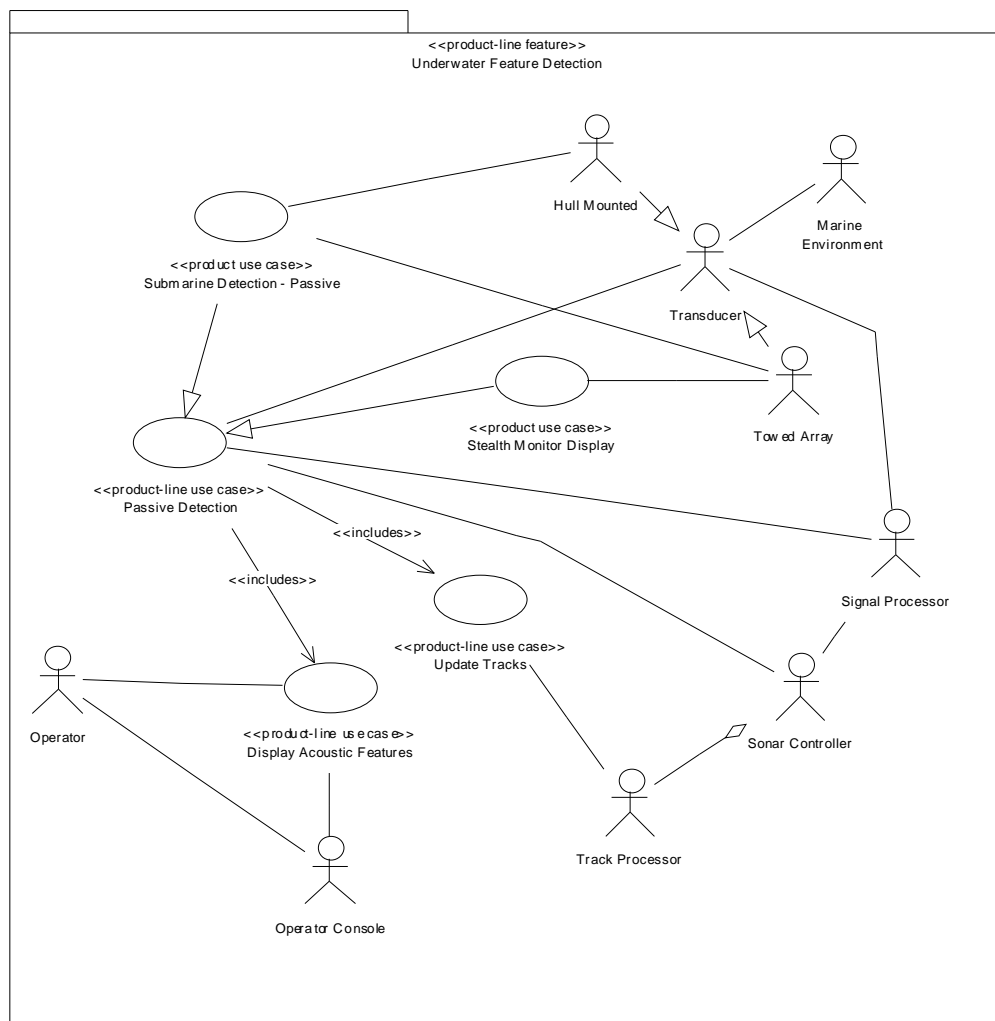 <<product-line feature>>
Underwater Feature Detection
Hull Mounted
Marine
Environment
<<product use case>>
Submarine Detection - Passive
Transducer
<<product use case>>
Stealth Monitor Display
Towed Array
<<product-line use case>>
Passive Detection
<<includes>>
<<includes>>
Signal Processor
<<product-line use case>>
Update Tracks
Operator
<<product-line use case>>
Display Acoustic Features
Sonar Controller
Track Processor
Operator Console